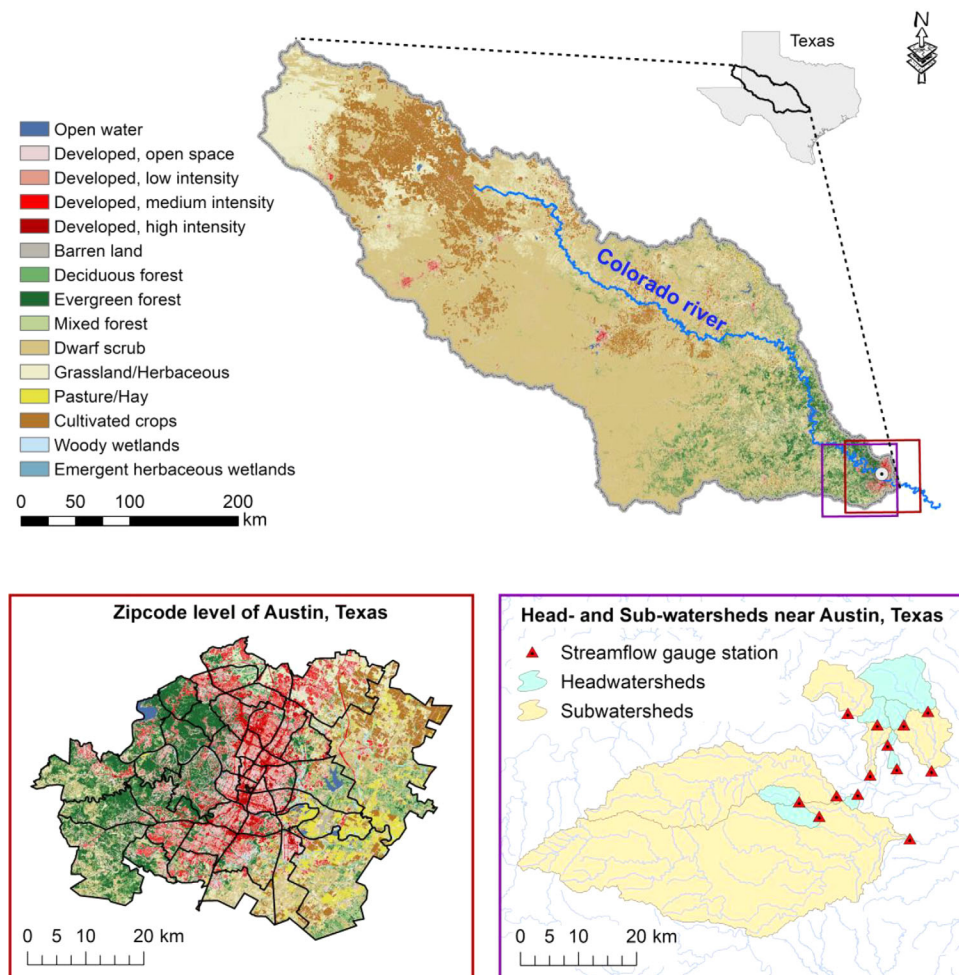 N
Texas
Open water
Developed, open space
Developed, low intensity
Developed, medium intensity
Developed, high intensity
Barren land
Deciduous forest
Evergreen forest
Mixed forest
Dwarf scrub
Grassland/Herbaceous
Pasture/Hay
Cultivated crops
Woody wetlands
Emergent herbaceous wetlands
Colorado river
0 50 100 200
km
Zipcode level of Austin, Texas
0 5 10 20 km
Head- and Sub-watersheds near Austin, Texas
Streamflow gauge station
Headwatersheds
Subwatersheds
0 5 10 20 km